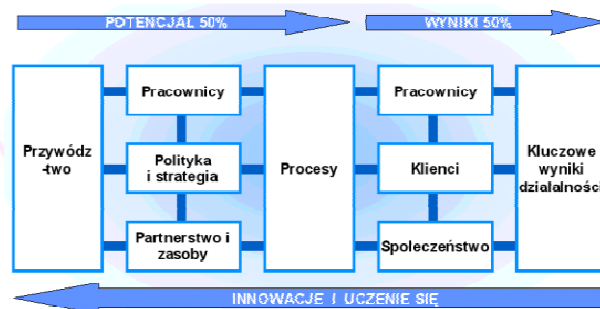 POTENCJAŁ 50%
WYNIKI 50%
Przywódz
-two
Pracownicy
Polityka
i strategia
Partnerstwo i
zasoby
Procesy
Pracownicy
Klienci
Społeczeństwo
Kluczowe
wyniki
działalności
INNOWACJE I UCZENIE SIĘ